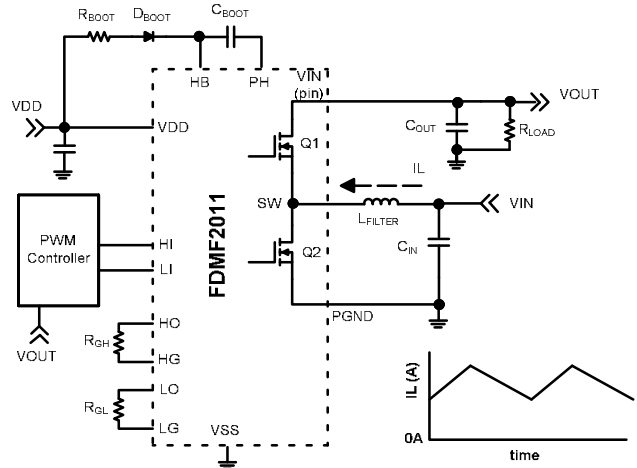 RBOOT
DBOOT
CBOOT
HB
PH
VIN
(pin)
VOUT
VDD
VDD
COUT
RLOAD
Q1
IL
SW
LFILTER
VIN
PWM
Controller
HI
LI
FDMF2011
Q2
CIN
PGND
VOUT
RGH
HO
HG
RGL
LO
LG
VSS
IL (A)
0A
time